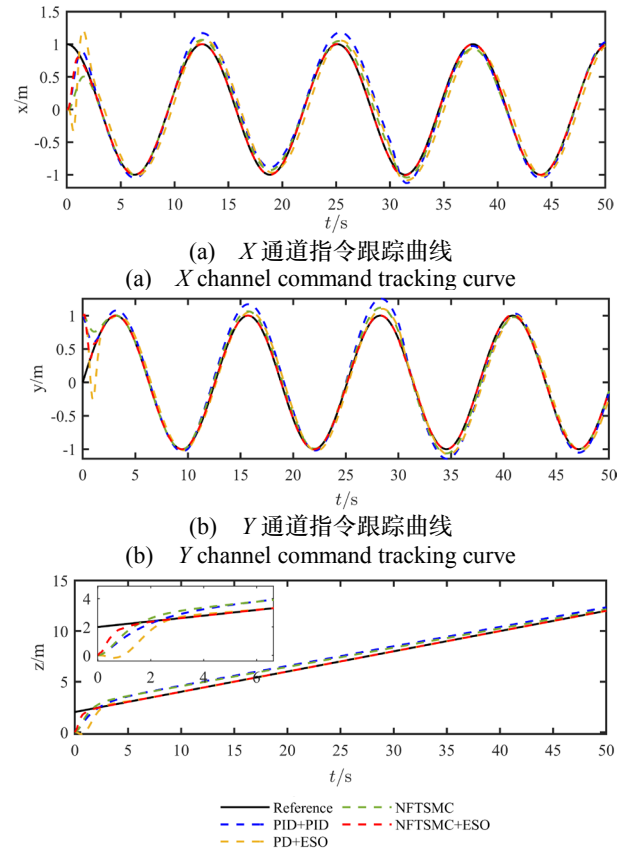 x/m
1
0.5
0
-0.5
-1
0 5 10 15 20 25 30 35 40 45 50
t/s
(a) X 通道指令跟踪曲线
(a) X channel command tracking curve
y/m
1
0.5
0
-0.5
-1
0 5 10 15 20 25 30 35 40 45 50
t/s
(b) Y 通道指令跟踪曲线
(b) Y channel command tracking curve
z/m
15
10
5
0
4
2
0
0 2 4 6
0 5 10 15 20 25 30 35 40 45 50
t/s
Reference NFTSMC
PID+PID NFTSMC+ESO
PD+ESO